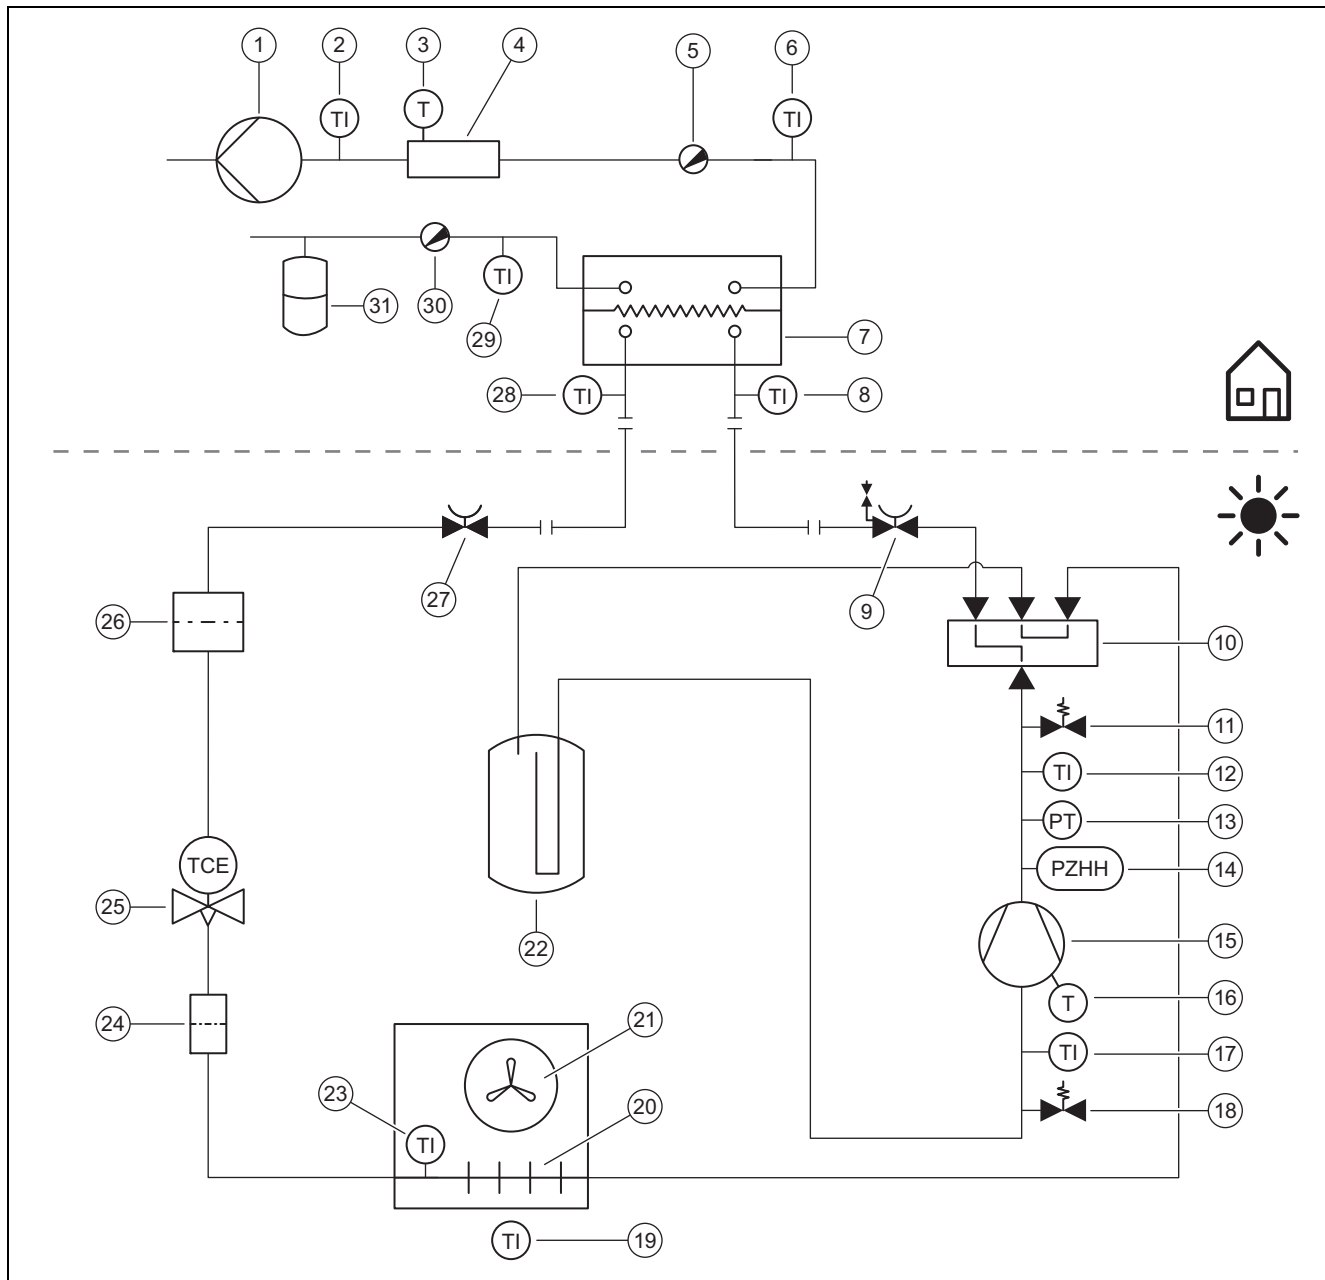 1 2 3 4 5 6
TI T TI
31 30 TI
29
7
28 TI TI 8
27 9
26 10
11
TI 12
PT 13
TCE PZHH 14
25 15
22
T 16
24 21
TI 17
23 20 18
TI
TI 19